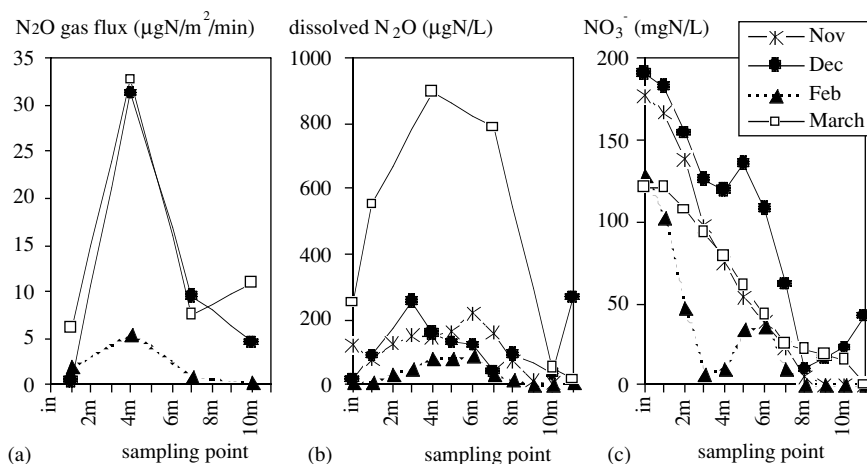 N2O gas flux (μgN/m²/min)
35
30
25
20
15
10
5
0
in
2m
4m
6m
8m
10m
(a)
sampling point
dissolved N₂O (μgN/L)
1000
800
600
400
200
0
in
2m
4m
6m
8m
10m
(b)
sampling point
NO₃⁻ (mgN/L)
200
150
100
50
0
in
2m
4m
6m
8m
10m
(c)
sampling point
Nov
Dec
Feb
March